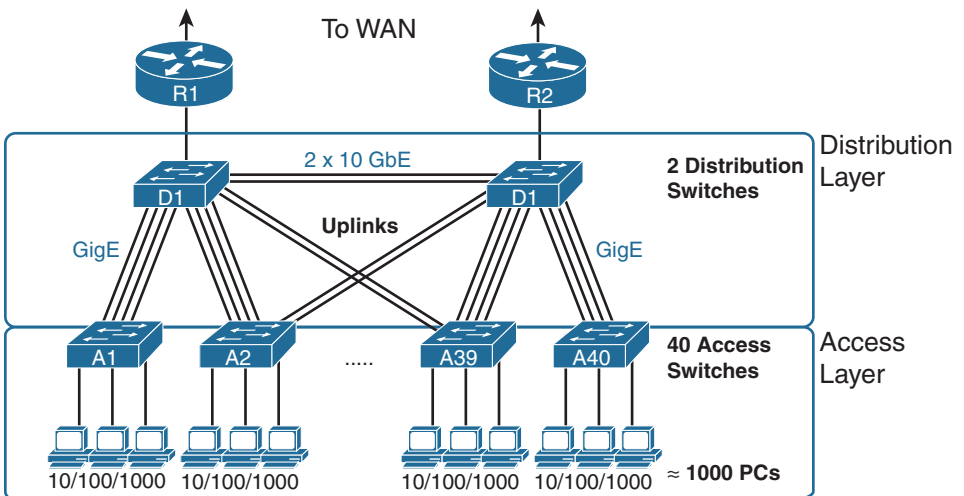 To WAN
R1
R2
Distribution
Layer
2 x 10 GbE
2 Distribution
Switches
D1
D1
Uplinks
GigE
GigE
A1
A2
.....
A39
A40
40 Access
Switches
Access
Layer
10/100/1000
10/100/1000
10/100/1000
10/100/1000
≈ 1000 PCs